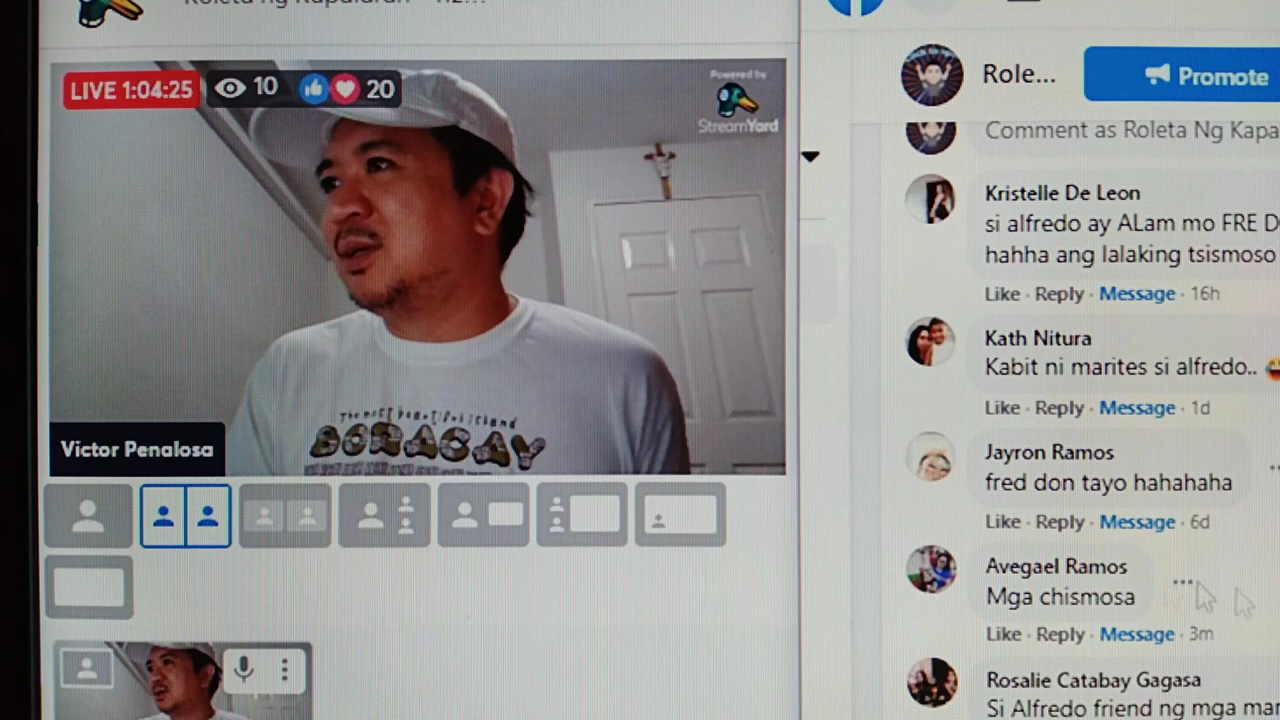 Roleta ng Kapalaran
LIVE 1:04:25
10
20
Powered by
StreamYard
The most beautiful island
BORACAY
Victor Penalosa
Role...
Promote
Comment as Roleta Ng Kapa
Kristelle De Leon
si alfredo ay ALam mo FRE D
hahha ang lalaking tsismoso
Like · Reply · Message · 16h
Kath Nitura
Kabit ni marites si alfredo..
Like · Reply · Message · 1d
Jayron Ramos
fred don tayo hahahaha
Like · Reply · Message · 6d
Avegael Ramos
Mga chismosa
Like · Reply · Message · 3m
Rosalie Catabay Gagasa
Si Alfredo friend ng mga mar